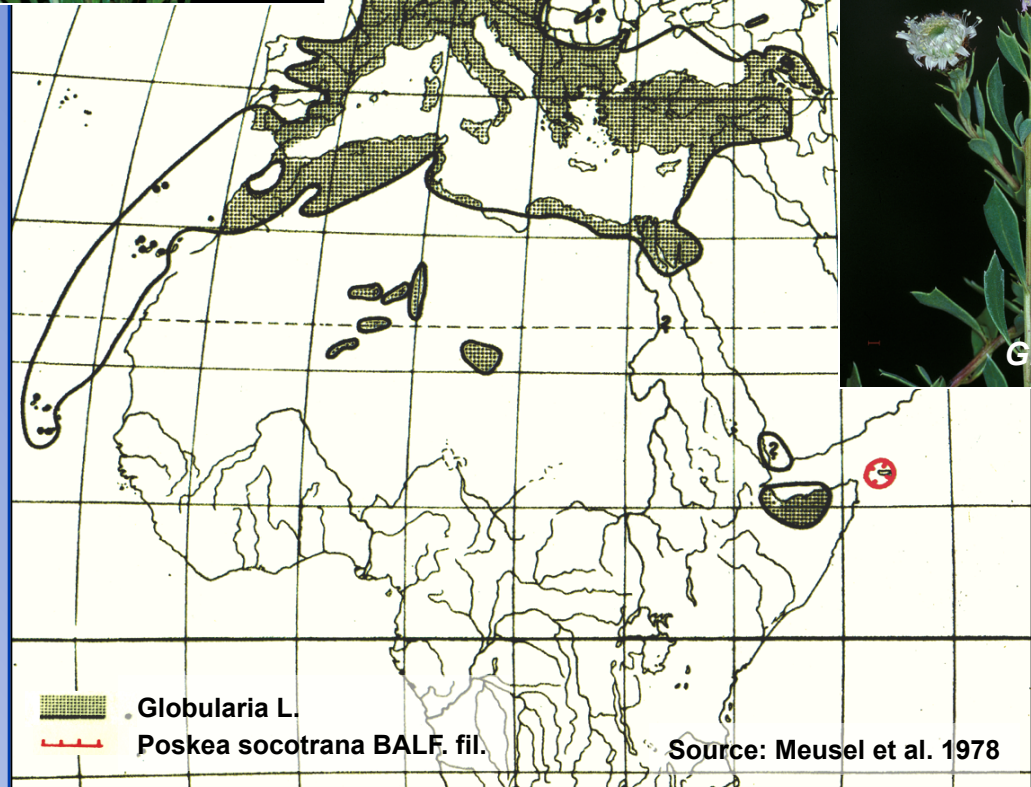 ?
?
G
Globularia L.
Poskea socotrana BALF. fil.
Source: Meusel et al. 1978